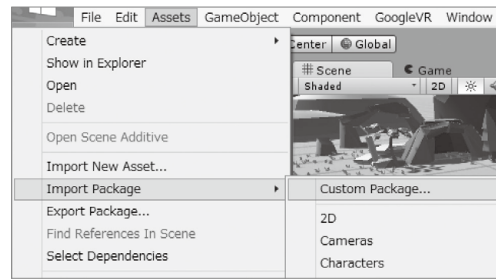 File Edit Assets GameObject Component GoogleVR Window
Create
Show in Explorer
Open
Delete
Open Scene Additive
Import New Asset...
Import Package
Export Package...
Find References In Scene
Select Dependencies
Center Global
Scene Game
Shaded 2D
Custom Package...
2D
Cameras
Characters